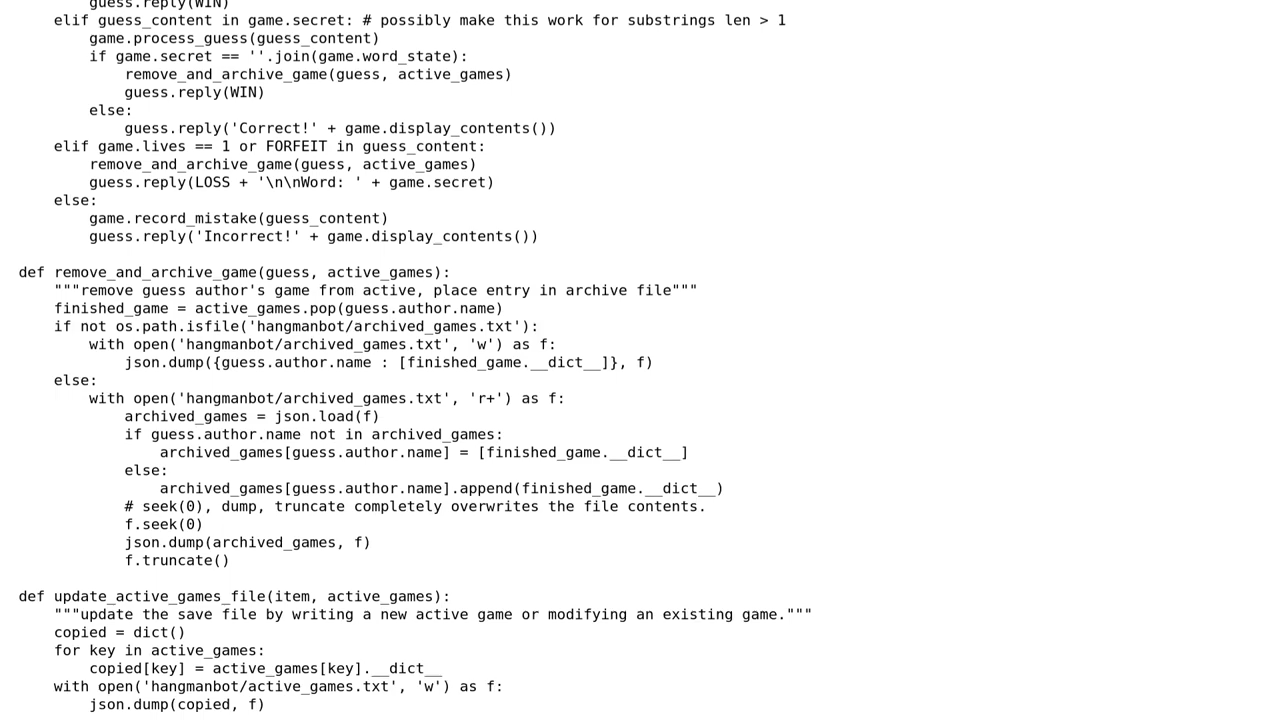 guess.reply(WIN)
elif guess_content in game.secret: # possibly make this work for substrings len > 1
game.process_guess(guess_content)
if game.secret == ''.join(game.word_state):
remove_and_archive_game(guess, active_games)
guess.reply(WIN)
else:
guess.reply('Correct!' + game.display_contents())
elif game.lives == 1 or FORFEIT in guess_content:
remove_and_archive_game(guess, active_games)
guess.reply(LOSS + '\n\nWord: ' + game.secret)
else:
game.record_mistake(guess_content)
guess.reply('Incorrect!' + game.display_contents())
def remove_and_archive_game(guess, active_games):
"""remove guess author's game from active, place entry in archive file"""
finished_game = active_games.pop(guess.author.name)
if not os.path.isfile('hangmanbot/archived_games.txt'):
with open('hangmanbot/archived_games.txt', 'w') as f:
json.dump({guess.author.name : [finished_game.__dict__]}, f)
else:
with open('hangmanbot/archived_games.txt', 'r+') as f:
archived_games = json.load(f)
if guess.author.name not in archived_games:
archived_games[guess.author.name] = [finished_game.__dict__]
else:
archived_games[guess.author.name].append(finished_game.__dict__)
# seek(0), dump, truncate completely overwrites the file contents.
f.seek(0)
json.dump(archived_games, f)
f.truncate()
def update_active_games_file(item, active_games):
"""update the save file by writing a new active game or modifying an existing game."""
copied = dict()
for key in active_games:
copied[key] = active_games[key].__dict__
with open('hangmanbot/active_games.txt', 'w') as f:
json.dump(copied, f)